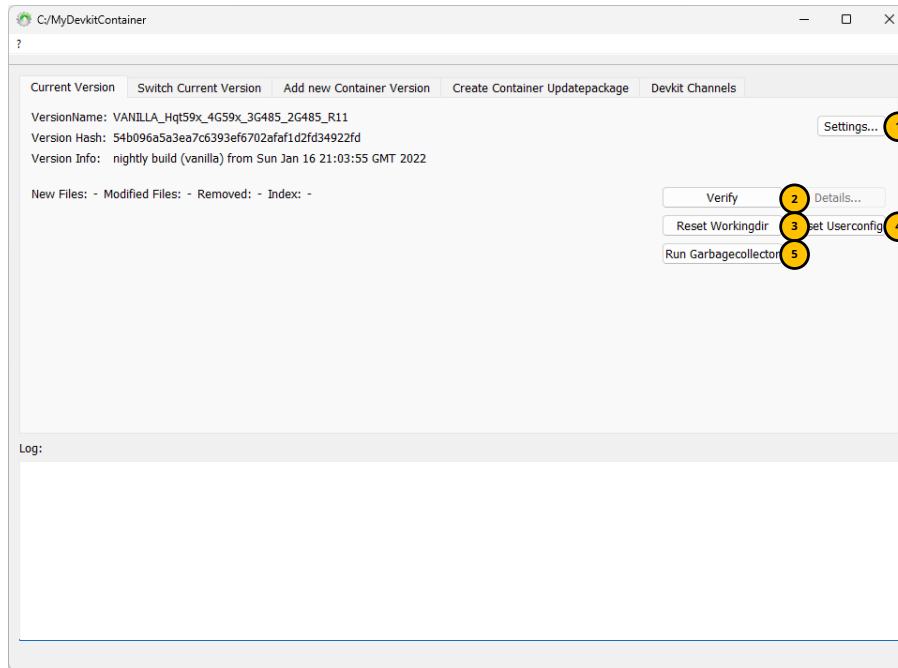 C:/MyDevkitContainer
?
Current Version Switch Current Version Add new Container Version Create Container Updatepackage Devkit Channels
VersionName: VANILLA_Hqt59x_4G59x_3G485_2G485_R11
Settings... 1
Version Hash: 54b096a5a3ea7c6393ef6702afaf1d2fd34922fd
Version Info: nightly build (vanilla) from Sun Jan 16 21:03:55 GMT 2022
New Files: - Modified Files: - Removed: - Index: -
Verify 2 Details...
Reset Workingdir 3 set Userconfig 4
Run Garbagecollector 5
Log: